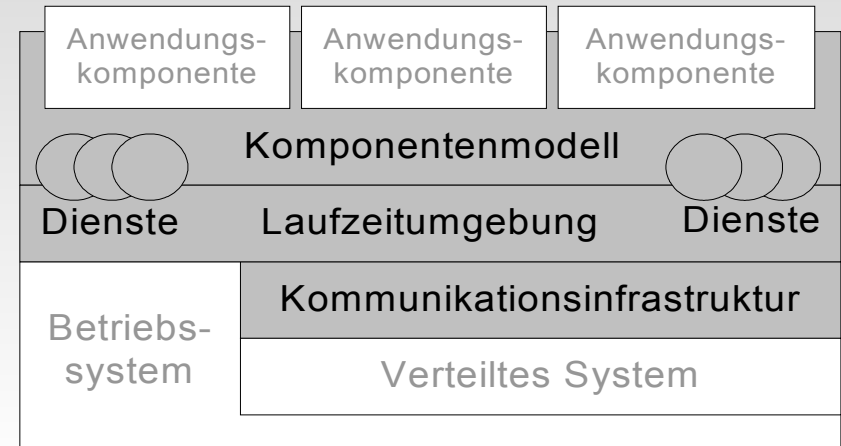 Anwendungs-
komponente
Anwendungs-
komponente
Anwendungs-
komponente
Komponentenmodell
Dienste
Laufzeitumgebung
Dienste
Kommunikationsinfrastruktur
Betriebs-
system
Verteiltes System